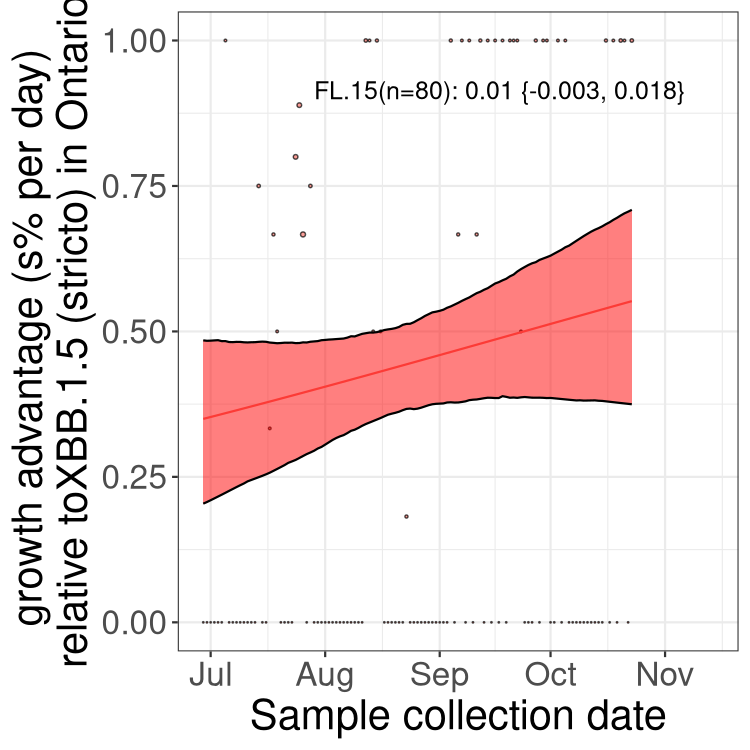 growth advantage (s% per day)
relative toXBB.1.5 (stricto) in Ontario
1.00
0.75
0.50
0.25
0.00
FL.15(n=80): 0.01 {-0.003, 0.018}
Jul Aug Sep Oct Nov
Sample collection date